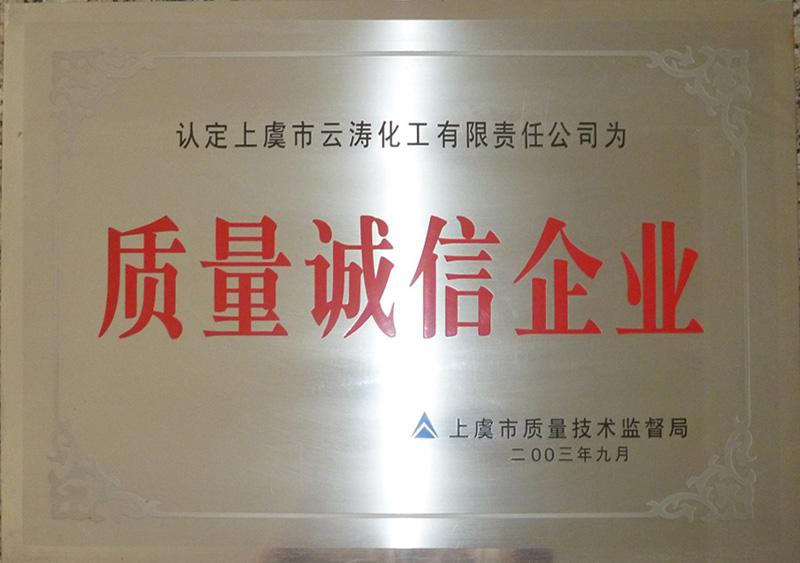 认定上虞市云涛化工有限责任公司为
质量诚信企业
上虞市质量技术监督局
二00三年九月